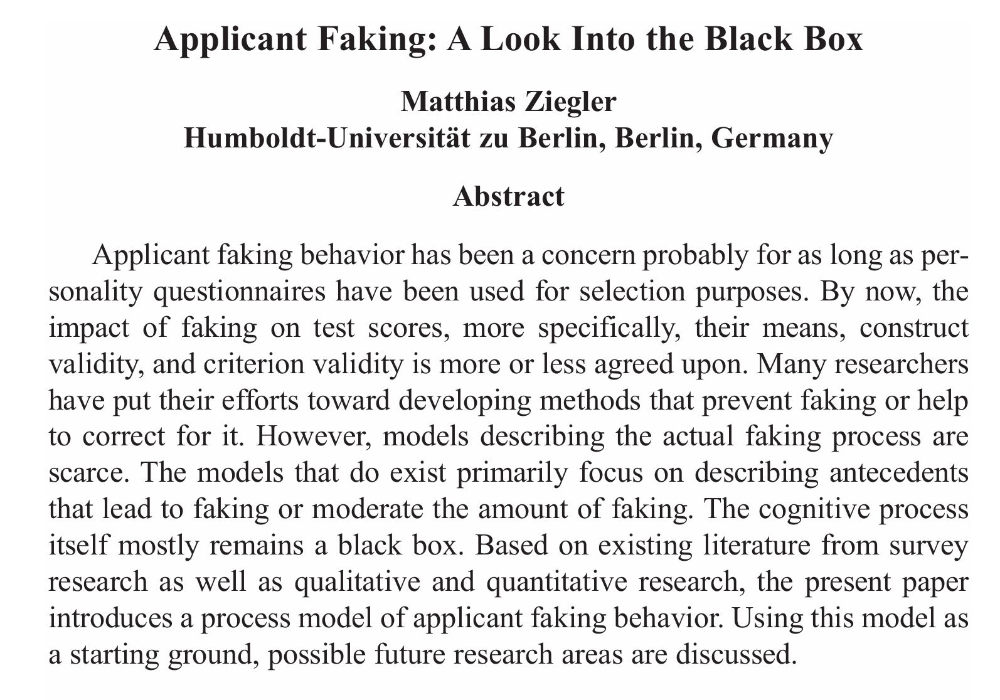 Applicant Faking: A Look Into the Black Box
Matthias Ziegler
Humboldt-Universität zu Berlin, Berlin, Germany
Abstract
Applicant faking behavior has been a concern probably for as long as per-
sonality questionnaires have been used for selection purposes. By now, the
impact of faking on test scores, more specifically, their means, construct
validity, and criterion validity is more or less agreed upon. Many researchers
have put their efforts toward developing methods that prevent faking or help
to correct for it. However, models describing the actual faking process are
scarce. The models that do exist primarily focus on describing antecedents
that lead to faking or moderate the amount of faking. The cognitive process
itself mostly remains a black box. Based on existing literature from survey
research as well as qualitative and quantitative research, the present paper
introduces a process model of applicant faking behavior. Using this model as
a starting ground, possible future research areas are discussed.